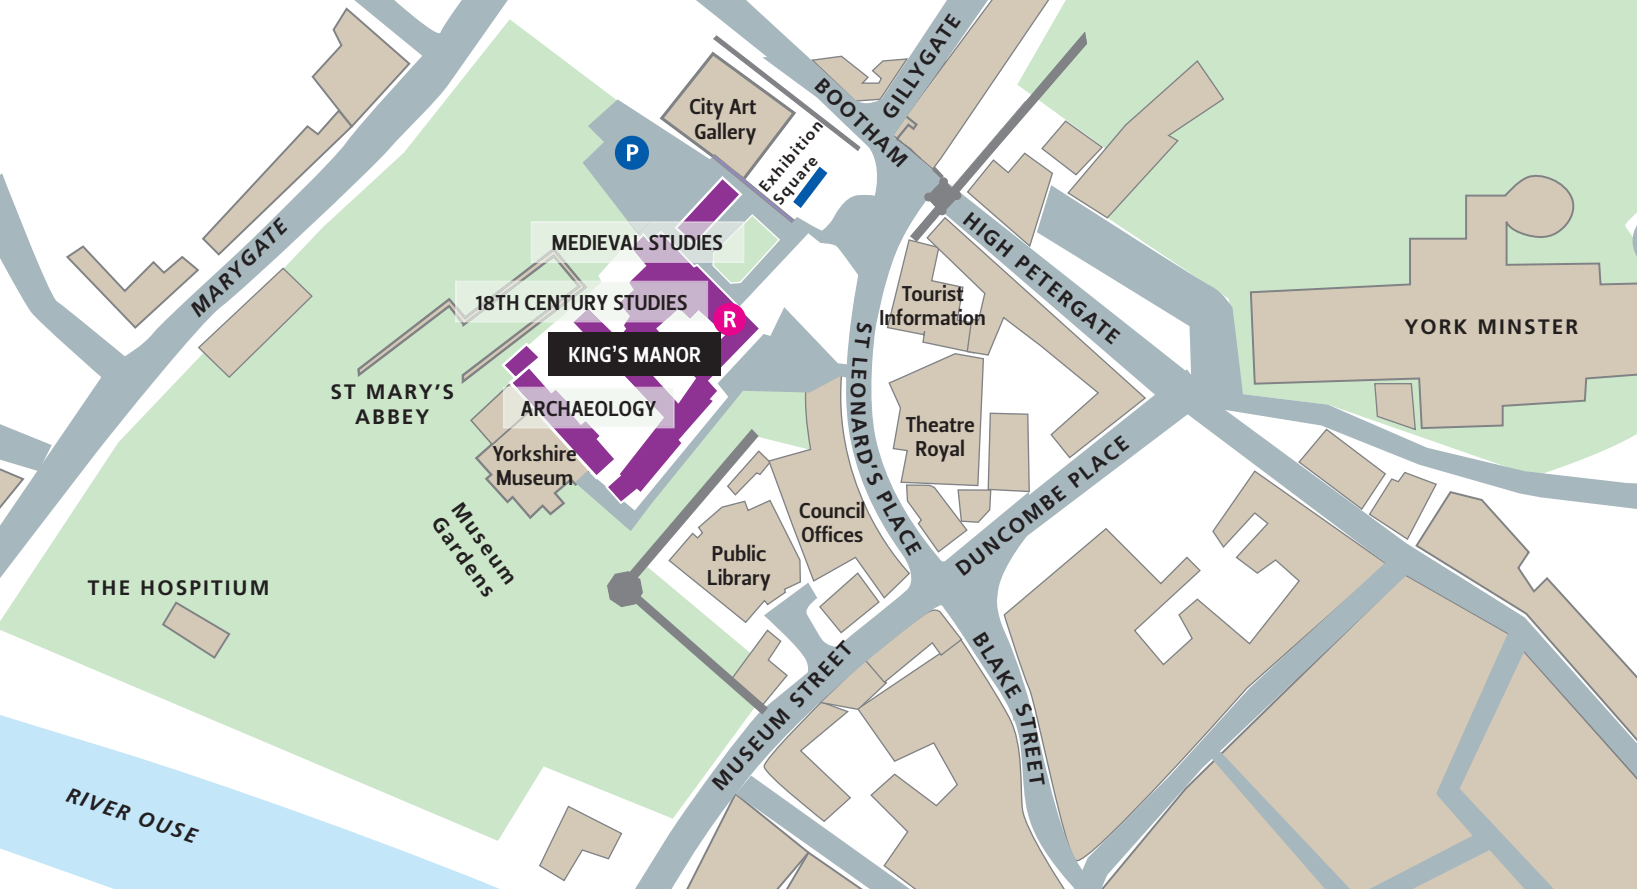 GILLYGATE
BOOTHAM
City Art
Gallery
P
Exhibition
Square
MEDIEVAL STUDIES
HIGH PETERGATE
MARYGATE
18TH CENTURY STUDIES
R
Tourist
Information
YORK MINSTER
KING'S MANOR
ST MARY'S
ABBEY
ARCHAEOLOGY
ST LEONARD'S PLACE
Theatre
Royal
Yorkshire
Museum
DUNCOMBE PLACE
Council
Offices
Museum
Gardens
Public
Library
THE HOSPITIUM
MUSEUM STREET
BLAKE STREET
RIVER OUSE